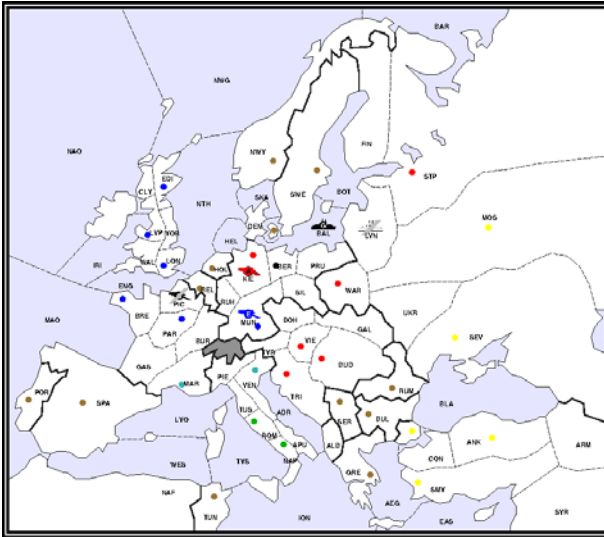 BAR
NWG
NAO
FIN
NWY
SWE
STP
EDI
CLY
BOT
NTH
SKA
MOS
DEN
BAL
LVN
LVP YOR
HEL
IRI
WAL
LON
HOL
KIL
BER
PRU
ENG
BEL
RUH
SIL
WAR
PIC
UKR
MAO
BRE
MUN
BOH
PAR
GAL
SEV
BUR
TYR
VIE
BUD
GAS
PIE
VEN
TRI
RUM
MAR
POR
SPA
TUS
ADR
SER
BUL
BLA
LYO
ROM
APU
ALB
ANK
ARM
CON
WES
TYS
NAP
GRE
SMY
NAF
TUN
ION
AEG
EAS
SYR